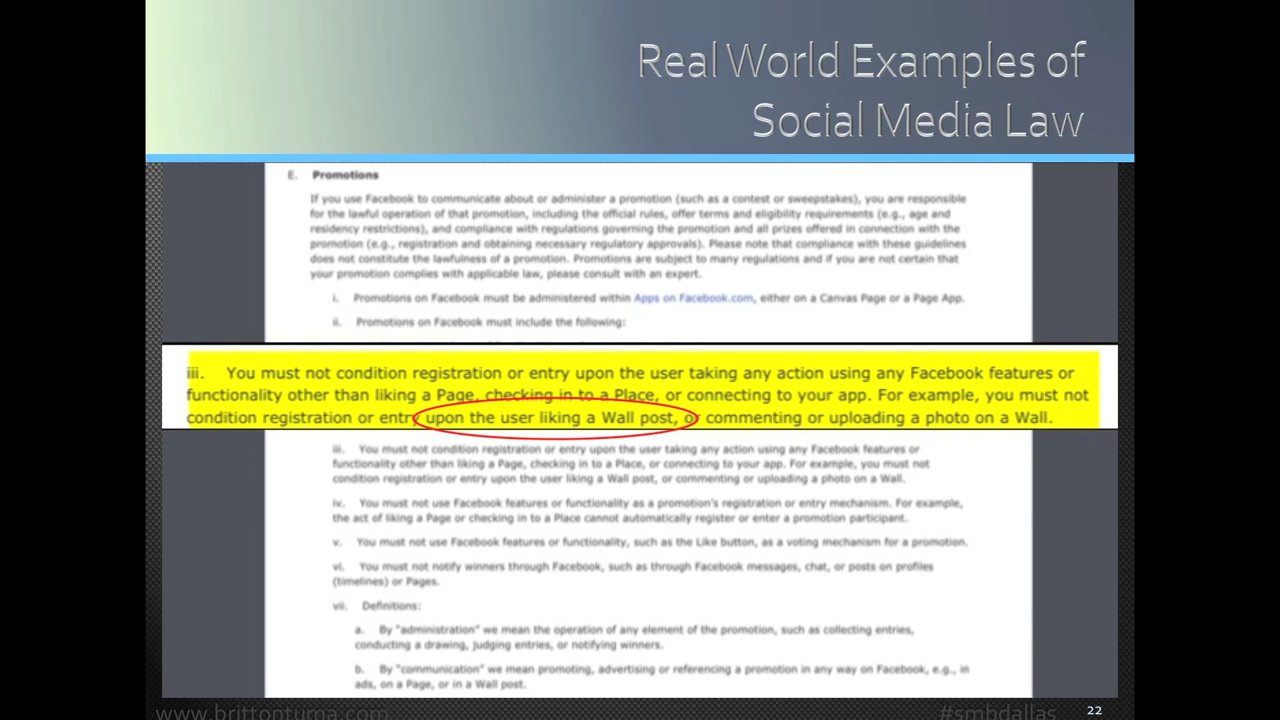 Real World Examples of
Social Media Law
E. Promotions
If you use Facebook to communicate about or administer a promotion (such as a contest or sweepstakes), you are responsible
for the lawful operation of that promotion, including the official rules, offer terms and eligibility requirements (e.g., age and
residency restrictions), and compliance with regulations governing the promotion and all prizes offered in connection with the
promotion (e.g., registration and obtaining necessary regulatory approvals). Please note that compliance with these guidelines
does not constitute the lawfulness of a promotion. Promotions are subject to many regulations and if you are not certain that
your promotion complies with applicable law, please consult with an expert.
i. Promotions on Facebook must be administered within Apps on Facebook.com, either on a Canvas Page or a Page App.
ii. Promotions on Facebook must include the following:
iii. You must not condition registration or entry upon the user taking any action using any Facebook features or
functionality other than liking a Page, checking in to a Place, or connecting to your app. For example, you must not
condition registration or entry upon the user liking a Wall post, or commenting or uploading a photo on a Wall.
iii. You must not condition registration or entry upon the user taking any action using any Facebook features or
functionality other than liking a Page, checking in to a Place, or connecting to your app. For example, you must not
condition registration or entry upon the user liking a Wall post, or commenting or uploading a photo on a Wall.
iv. You must not use Facebook features or functionality as a promotion's registration or entry mechanism. For example,
the act of liking a Page or checking in to a Place cannot automatically register or enter a promotion participant.
v. You must not use Facebook features or functionality, such as the Like button, as a voting mechanism for a promotion.
vi. You must not notify winners through Facebook, such as through Facebook messages, chat, or posts on profiles
(timelines) or Pages.
vii. Definitions:
a. By "administration" we mean the operation of any element of the promotion, such as collecting entries,
conducting a drawing, judging entries, or notifying winners.
b. By "communication" we mean promoting, advertising or referencing a promotion in any way on Facebook, e.g., in
ads, on a Page, or in a Wall post.
www.brittontuma.com #smbdallas 22